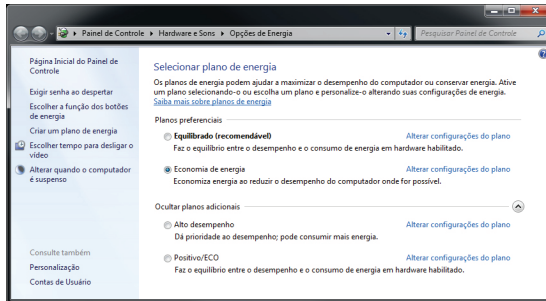 Painel de Controle ▸ Hardware e Sons ▸ Opções de Energia
Pesquisar Painel de Controle
Página Inicial do Painel de
Controle
Exigir senha ao despertar
Escolher a função dos botões
de energia
Criar um plano de energia
Escolher tempo para desligar o
vídeo
Alterar quando o computador
é suspenso
Consulte também
Personalização
Contas de Usuário
Selecionar plano de energia
Os planos de energia podem ajudar a maximizar o desempenho do computador ou conservar energia. Ative
um plano selecionando-o ou escolha um plano e personalize-o alterando suas configurações de energia.
Saiba mais sobre planos de energia
Planos preferenciais
Equilibrado (recomendável) Alterar configurações do plano
Faz o equilíbrio entre o desempenho e o consumo de energia em hardware habilitado.
Economia de energia Alterar configurações do plano
Economiza energia ao reduzir o desempenho do computador onde for possível.
Ocultar planos adicionais
Alto desempenho Alterar configurações do plano
Dá prioridade ao desempenho; pode consumir mais energia.
Positivo/ECO Alterar configurações do plano
Faz o equilíbrio entre o desempenho e o consumo de energia em hardware habilitado.